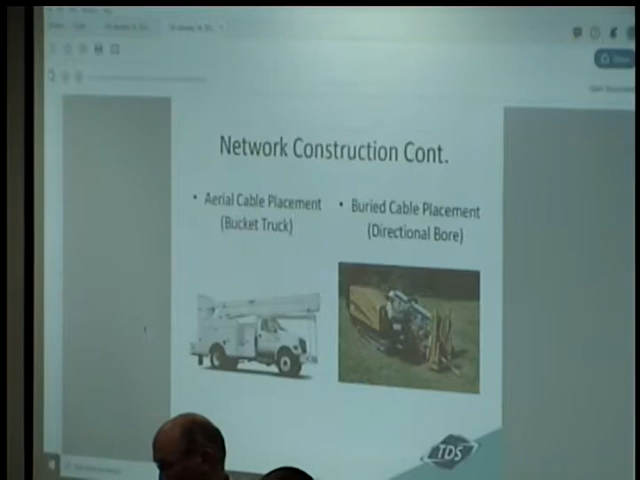 Network Construction Cont.
• Aerial Cable Placement
(Bucket Truck)
• Buried Cable Placement
(Directional Bore)
TDS